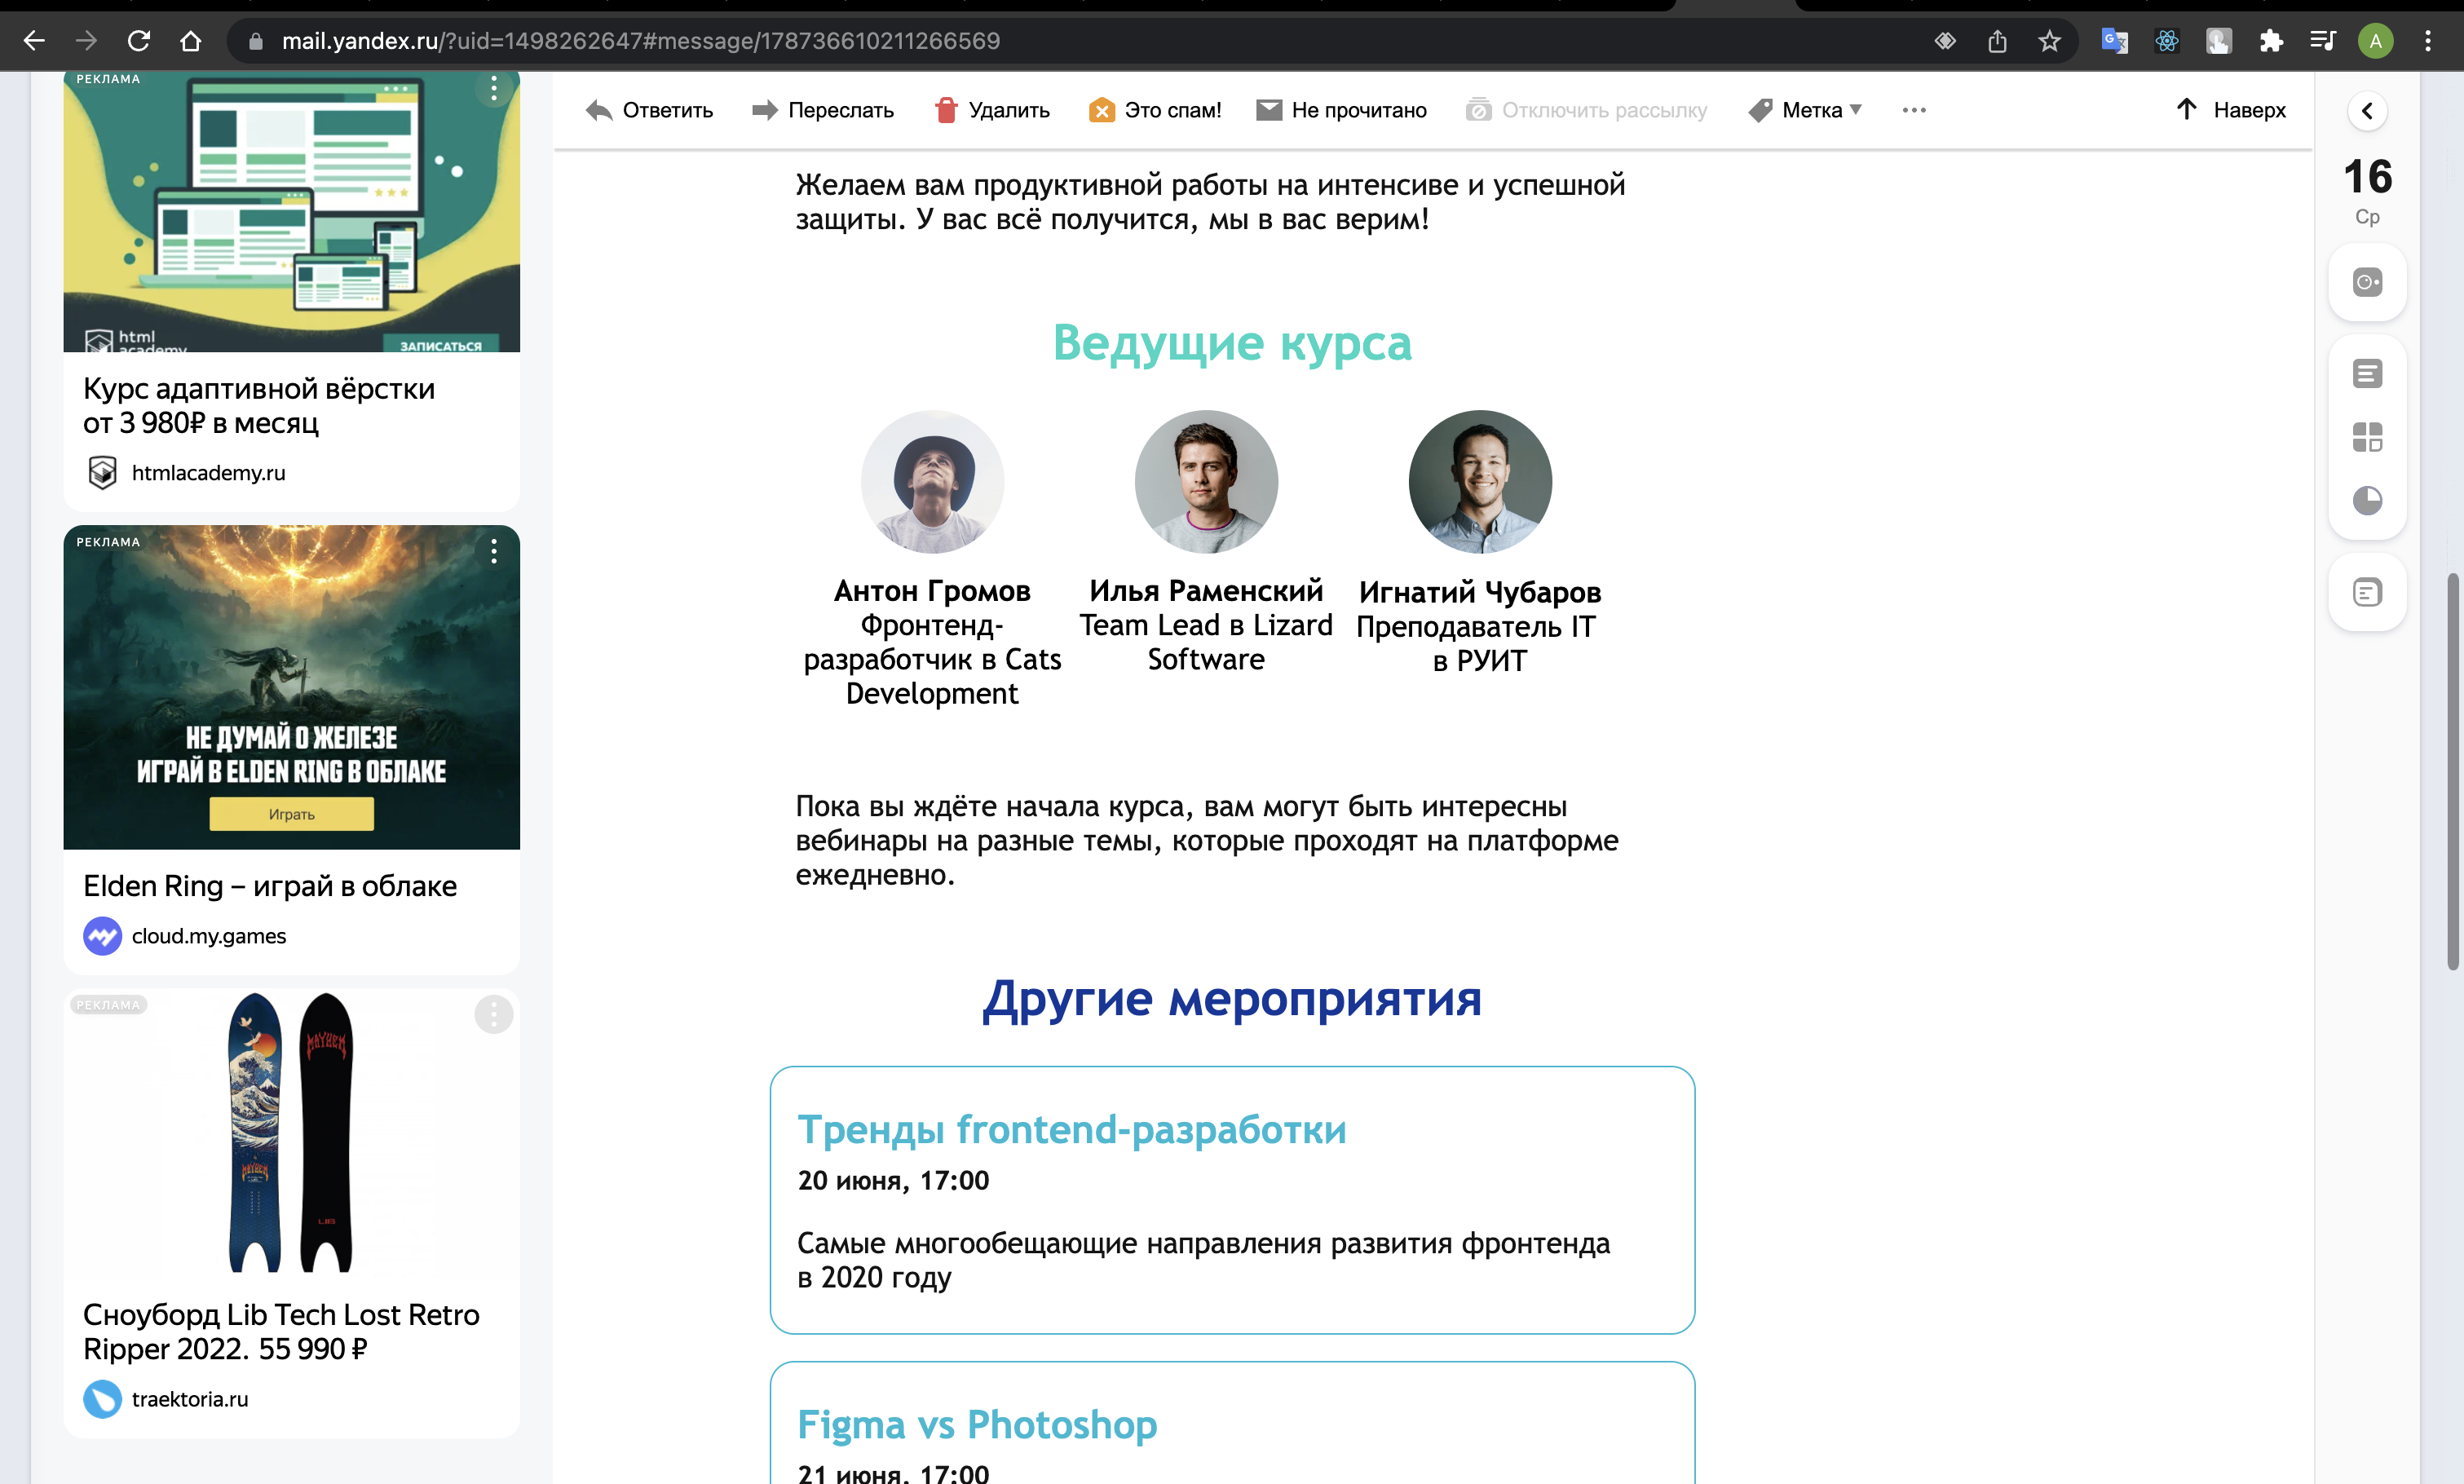 mail.yandex.ru/?uid=1498262647#message/178736610211266569
A
РЕКЛАМА
html
academy
ЗАПИСАТЬСЯ
Курс адаптивной вёрстки
от 3 980₽ в месяц
htmlacademy.ru
РЕКЛАМА
НЕ ДУМАЙ О ЖЕЛЕЗЕ
ИГРАЙ В ELDEN RING В ОБЛАКЕ
Играть
Elden Ring – играй в облаке
cloud.my.games
РЕКЛАМА
MAYHEM
MAYHEM
LIB
Сноуборд Lib Tech Lost Retro
Ripper 2022. 55 990 ₽
traektoria.ru
Ответить
Переслать
Удалить
Это спам!
Не прочитано
Отключить рассылку
Метка
Наверх
Желаем вам продуктивной работы на интенсиве и успешной
защиты. У вас всё получится, мы в вас верим!
Ведущие курса
Антон Громов
Фронтенд-
разработчик в Cats
Development
Илья Раменский
Team Lead в Lizard
Software
Игнатий Чубаров
Преподаватель IT
в РУИТ
Пока вы ждёте начала курса, вам могут быть интересны
вебинары на разные темы, которые проходят на платформе
ежедневно.
Другие мероприятия
Тренды frontend-разработки
20 июня, 17:00
Самые многообещающие направления развития фронтенда
в 2020 году
Figma vs Photoshop
21 июня, 17:00
16
Ср